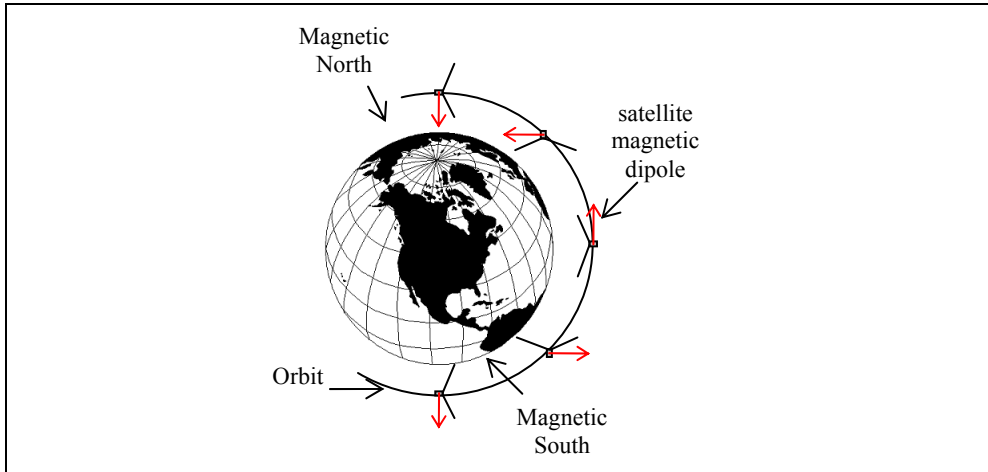 Magnetic
North
satellite
magnetic
dipole
Orbit
Magnetic
South